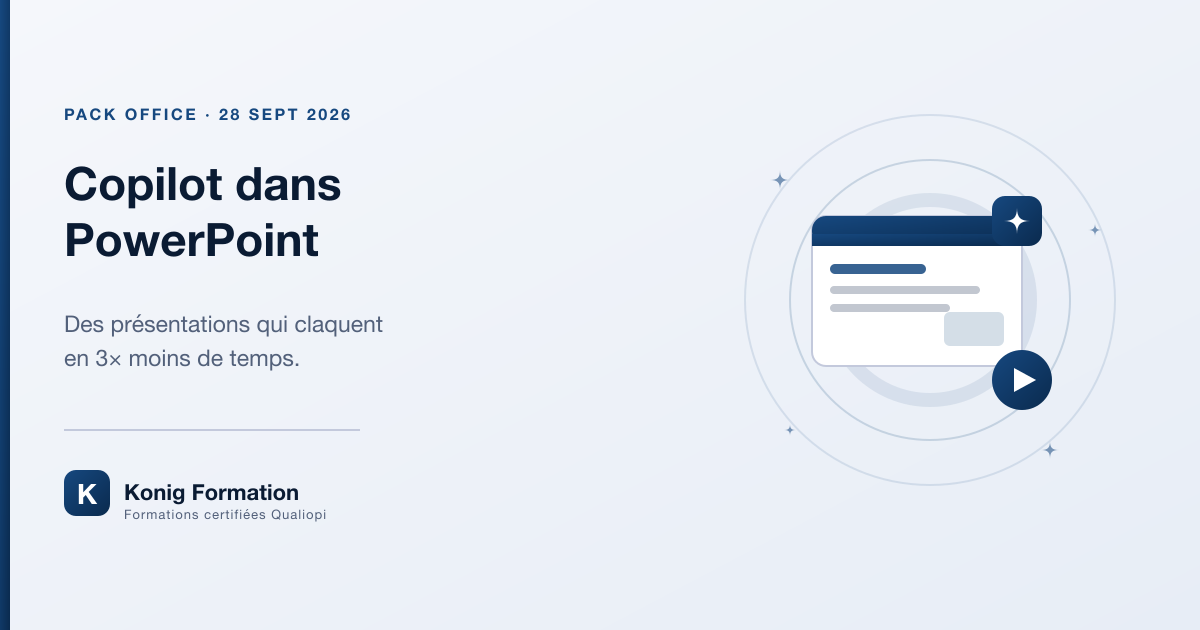 PACK OFFICE · 28 SEPT 2026
Copilot dans
PowerPoint
Des présentations qui claquent
en 3× moins de temps.
K
Konig Formation
Formations certifiées Qualiopi